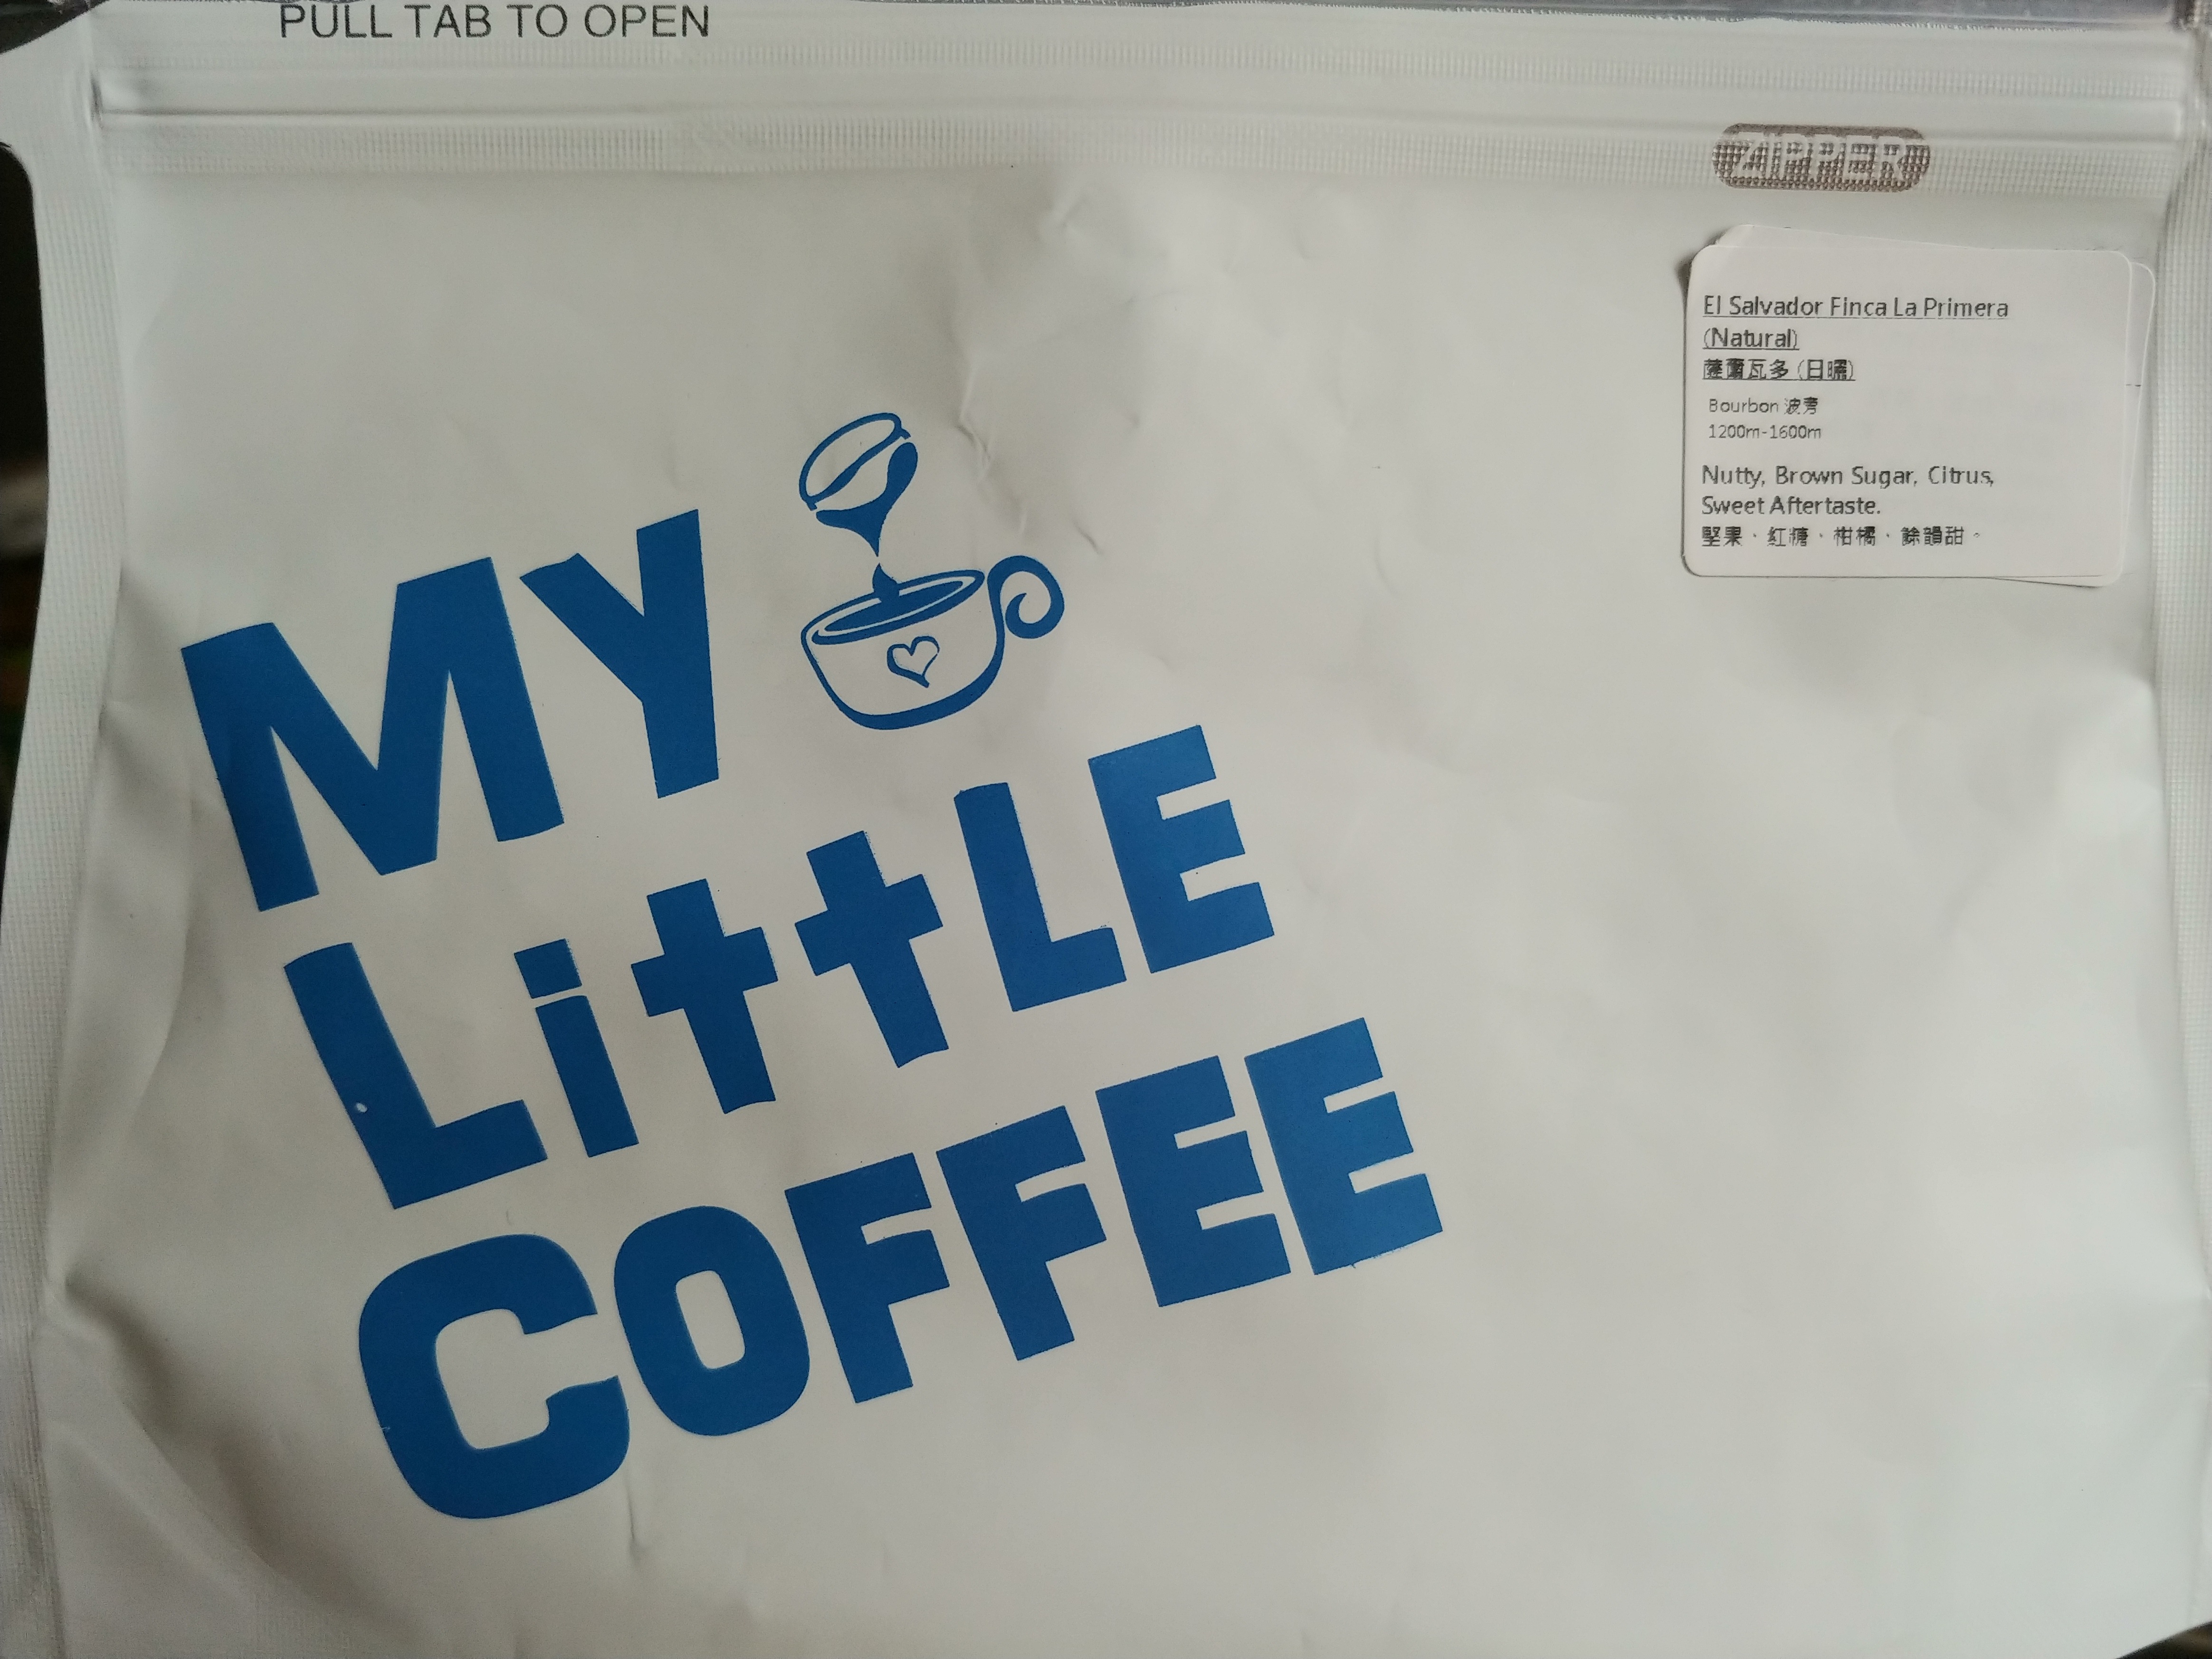 PULL TAB TO OPEN
ZIPPER
El Salvador Finca La Primera
(Natural)
薩爾瓦多 (日曬)
Bourbon 波旁
1200m-1600m
Nutty, Brown Sugar, Citrus,
Sweet Aftertaste.
堅果、紅糖、柑橘、餘韻甜。
MY
LittLE
COFFEE